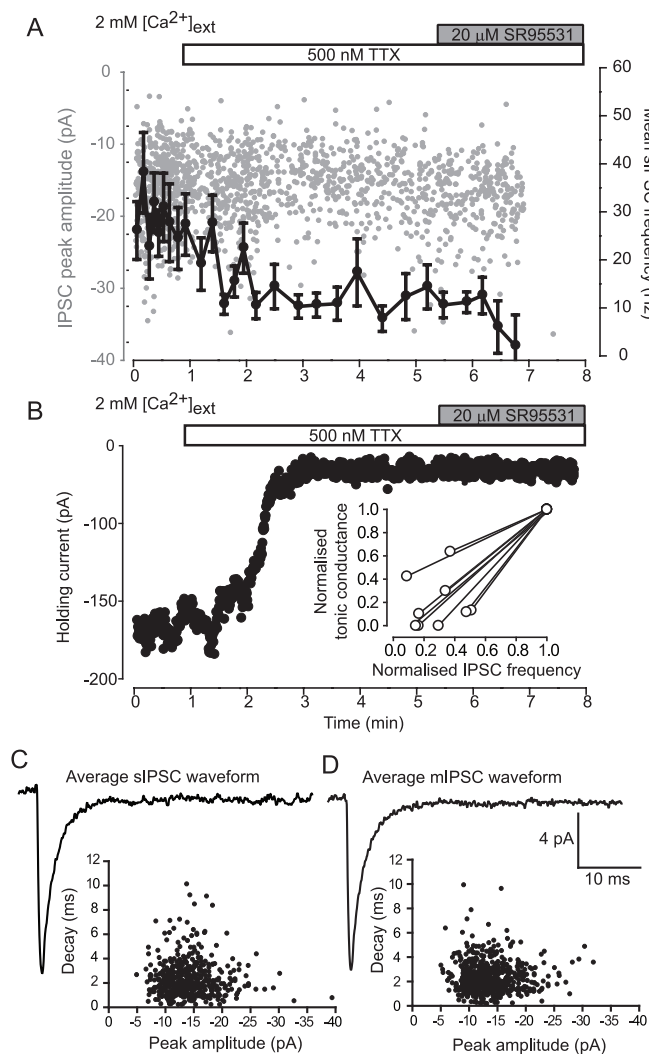 A
2 mM [Ca2+]ext
20 µM SR95531
500 nM TTX
IPSC peak amplitude (pA)
0
-10
-20
-30
-40
60
50
40
30
20
10
0
Mean sIPSC frequency (Hz)
0 1 2 3 4 5 6 7 8
B
2 mM [Ca2+]ext
20 µM SR95531
500 nM TTX
Holding current (pA)
0
-50
-100
-150
-200
Normalised
tonic conductance
1.0
0.8
0.6
0.4
0.2
0.0
0.0 0.2 0.4 0.6 0.8 1.0
Normalised IPSC frequency
0 1 2 3 4 5 6 7 8
Time (min)
C
Average sIPSC waveform
Decay (ms)
12
10
8
6
4
2
0
0 -5 -10 -15 -20 -25 -30 -35 -40
Peak amplitude (pA)
D
Average mIPSC waveform
4 pA
10 ms
Decay (ms)
12
10
8
6
4
2
0
0 -5 -10 -15 -20 -25 -30 -35 -40
Peak amplitude (pA)